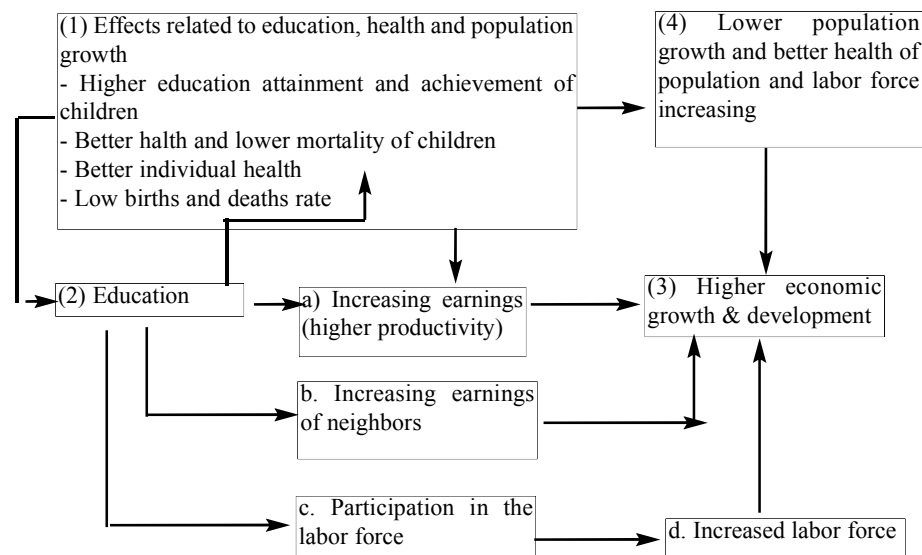 (1) Effects related to education, health and population
growth
- Higher education attainment and achievement of
children
- Better halth and lower mortality of children
- Better individual health
- Low births and deaths rate
(4) Lower population
growth and better health of
population and labor force
increasing
(2) Education
a) Increasing earnings
(higher productivity)
(3) Higher economic
growth & development
b. Increasing earnings
of neighbors
c. Participation in the
labor force
d. Increased labor force